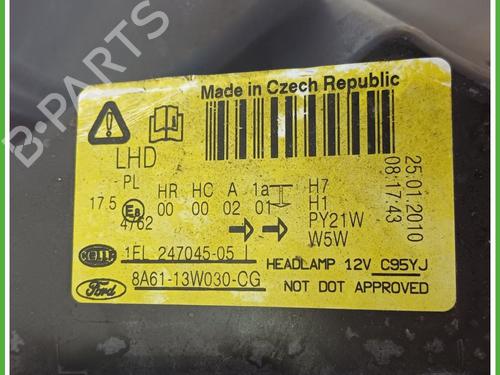 B-PARTS
Made in Czech Republic
LHD
PL
HR HC A 1a H7
17.5 E8 00 00 02 01 H1
4762 PY21W
W5W
1EL 247045-05
HEADLAMP 12V C95YJ
Ford 8A61-13W030-CG
NOT DOT APPROVED
25.01.2010
08:17:43